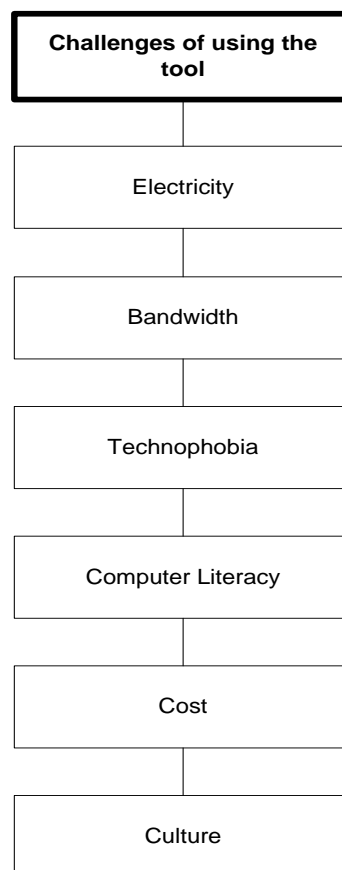 Challenges of using the
tool
Electricity
Bandwidth
Technophobia
Computer Literacy
Cost
Culture